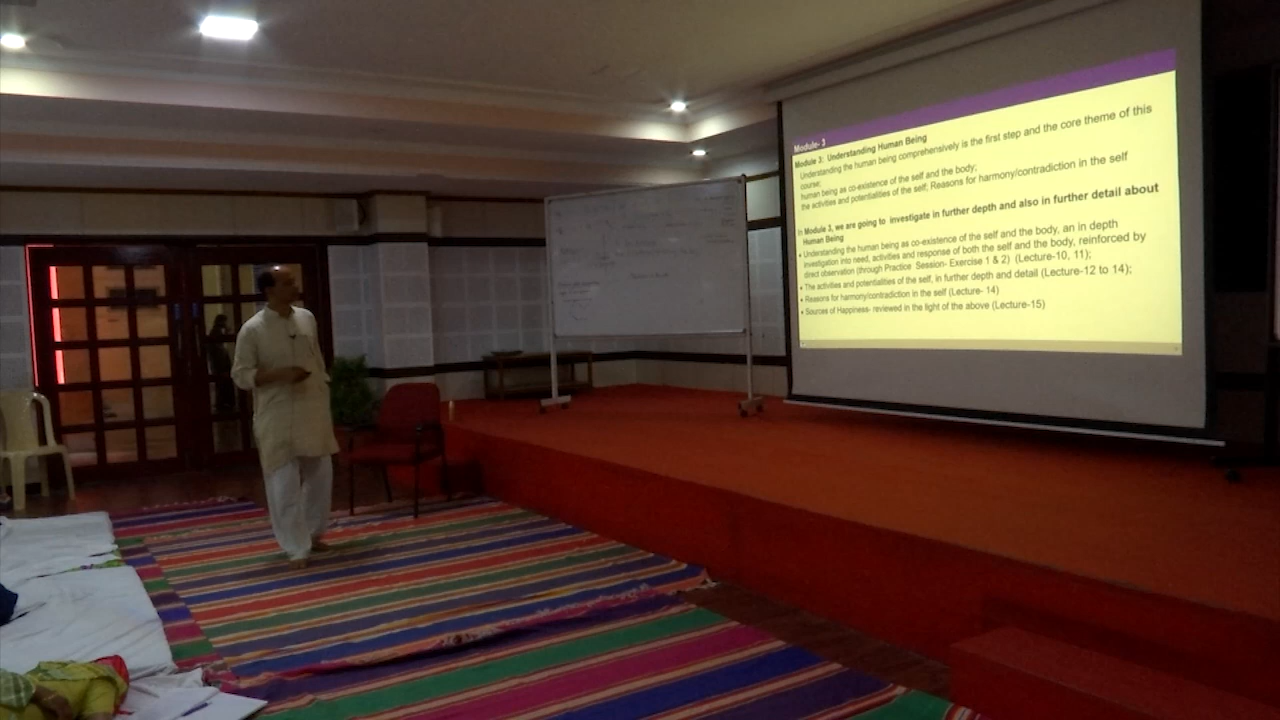 Module- 3
Module 3: Understanding Human Being
Understanding the human being comprehensively is the first step and the core theme of this
course;
human being as co-existence of the self and the body;
the activities and potentialities of the self; Reasons for harmony/contradiction in the self
In Module 3, we are going to investigate in further depth and also in further detail about
Human Being
• Understanding the human being as co-existence of the self and the body, an in depth
investigation into need, activities and response of both the self and the body, reinforced by
direct observation (through Practice Session- Exercise 1 & 2) (Lecture-10, 11);
• The activities and potentialities of the self, in further depth and detail (Lecture-12 to 14);
• Reasons for harmony/contradiction in the self (Lecture- 14)
• Sources of Happiness- reviewed in the light of the above (Lecture-15)